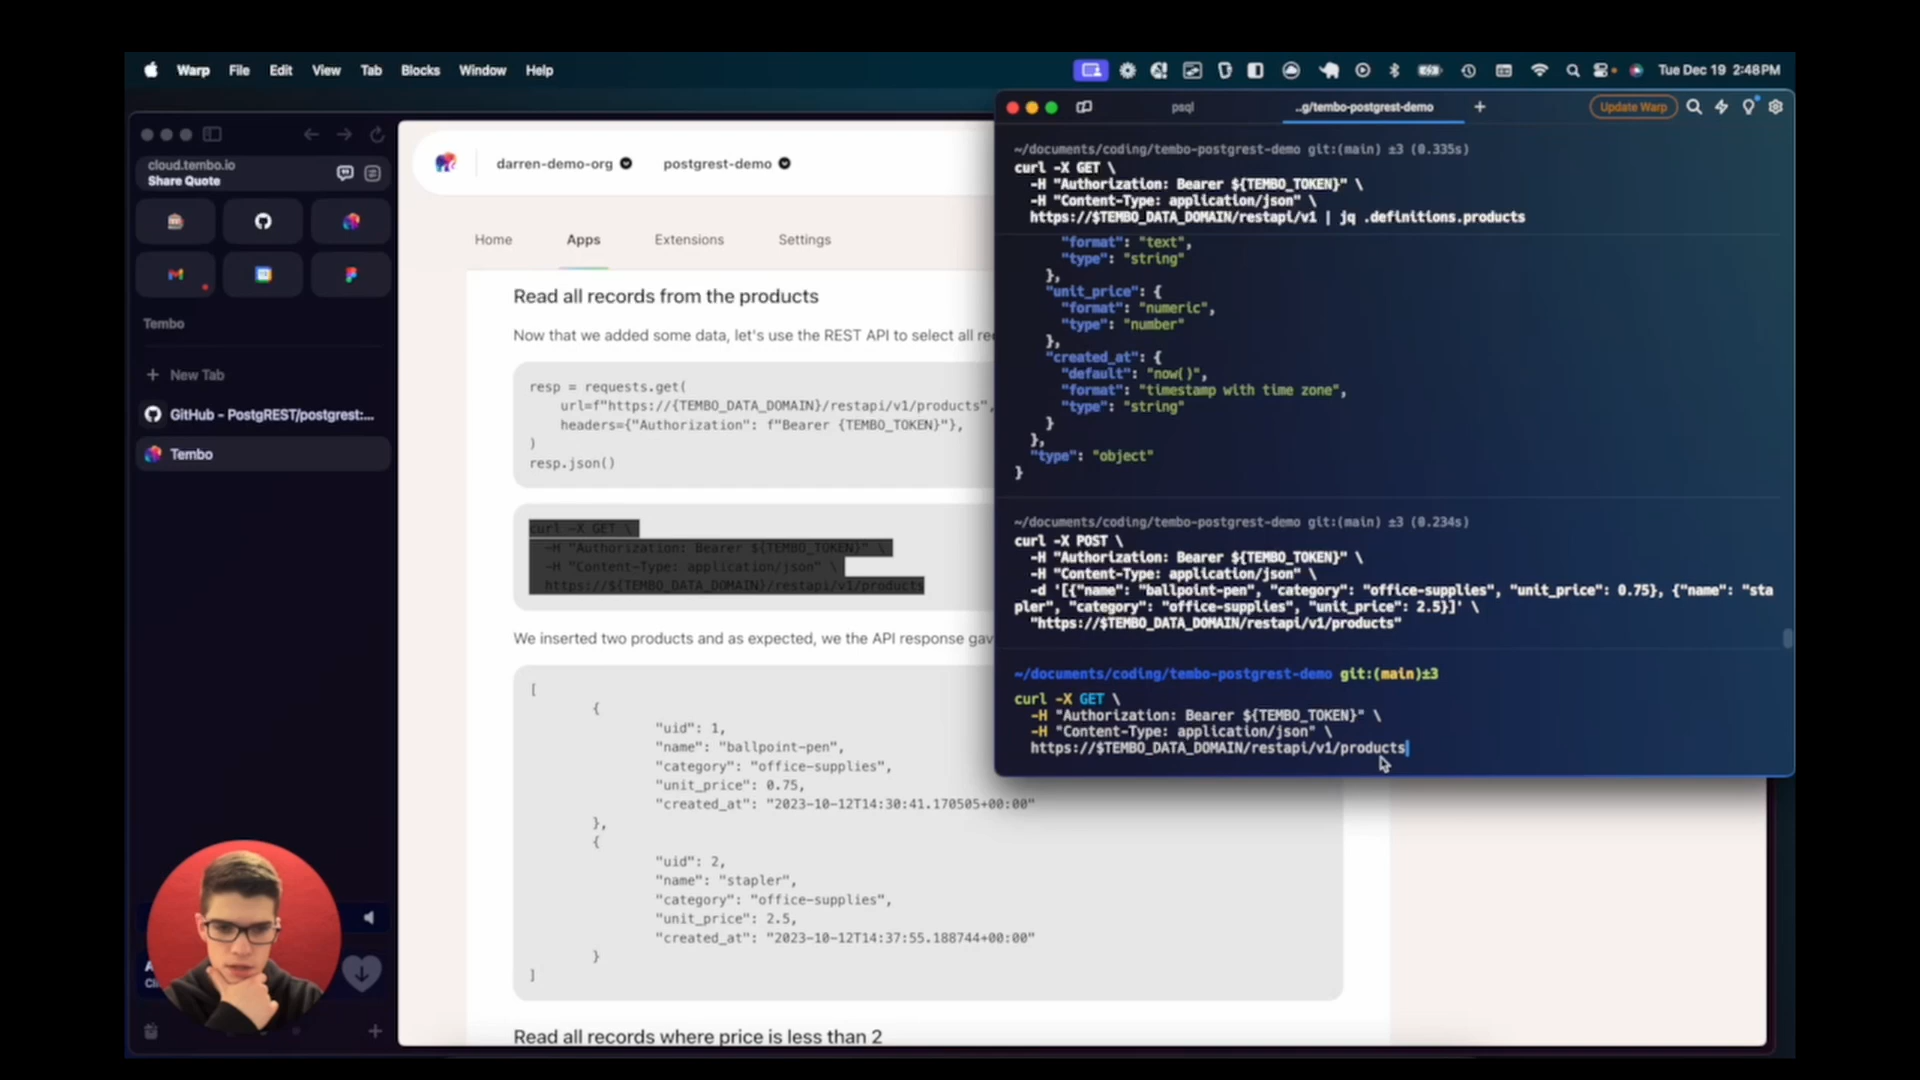 Warp File Edit View Tab Blocks Window Help
Tue Dec 19 2:48PM
cloud.tembo.io
Share Quote
Tembo
New Tab
GitHub - PostgREST/postgrest:...
Tembo
darren-demo-org
postgrest-demo
Home Apps Extensions Settings
Read all records from the products
Now that we added some data, let's use the REST API to select all re
resp = requests.get(
url=f"https://{TEMBO_DATA_DOMAIN}/restapi/v1/products",
headers={"Authorization": f"Bearer {TEMBO_TOKEN}"},
)
resp.json()
curl -X GET \
-H "Authorization: Bearer ${TEMBO_TOKEN}" \
-H "Content-Type: application/json" \
https://${TEMBO_DATA_DOMAIN}/restapi/v1/products
We inserted two products and as expected, we the API response gav
[
{
"uid": 1,
"name": "ballpoint-pen",
"category": "office-supplies",
"unit_price": 0.75,
"created_at": "2023-10-12T14:30:41.170505+00:00"
},
{
"uid": 2,
"name": "stapler",
"category": "office-supplies",
"unit_price": 2.5,
"created_at": "2023-10-12T14:37:55.188744+00:00"
}
]
Read all records where price is less than 2
psql
..g/tembo-postgrest-demo
Update Warp
~/documents/coding/tembo-postgrest-demo git:(main) ±3 (0.335s)
curl -X GET \
-H "Authorization: Bearer ${TEMBO_TOKEN}" \
-H "Content-Type: application/json" \
https://$TEMBO_DATA_DOMAIN/restapi/v1 | jq .definitions.products
"format": "text",
"type": "string"
},
"unit_price": {
"format": "numeric",
"type": "number"
},
"created_at": {
"default": "now()",
"format": "timestamp with time zone",
"type": "string"
}
},
"type": "object"
}
~/documents/coding/tembo-postgrest-demo git:(main) ±3 (0.234s)
curl -X POST \
-H "Authorization: Bearer ${TEMBO_TOKEN}" \
-H "Content-Type: application/json" \
-d '[{"name": "ballpoint-pen", "category": "office-supplies", "unit_price": 0.75}, {"name": "sta
pler", "category": "office-supplies", "unit_price": 2.5}]' \
"https://$TEMBO_DATA_DOMAIN/restapi/v1/products"
~/documents/coding/tembo-postgrest-demo git:(main)±3
curl -X GET \
-H "Authorization: Bearer ${TEMBO_TOKEN}" \
-H "Content-Type: application/json" \
https://$TEMBO_DATA_DOMAIN/restapi/v1/products